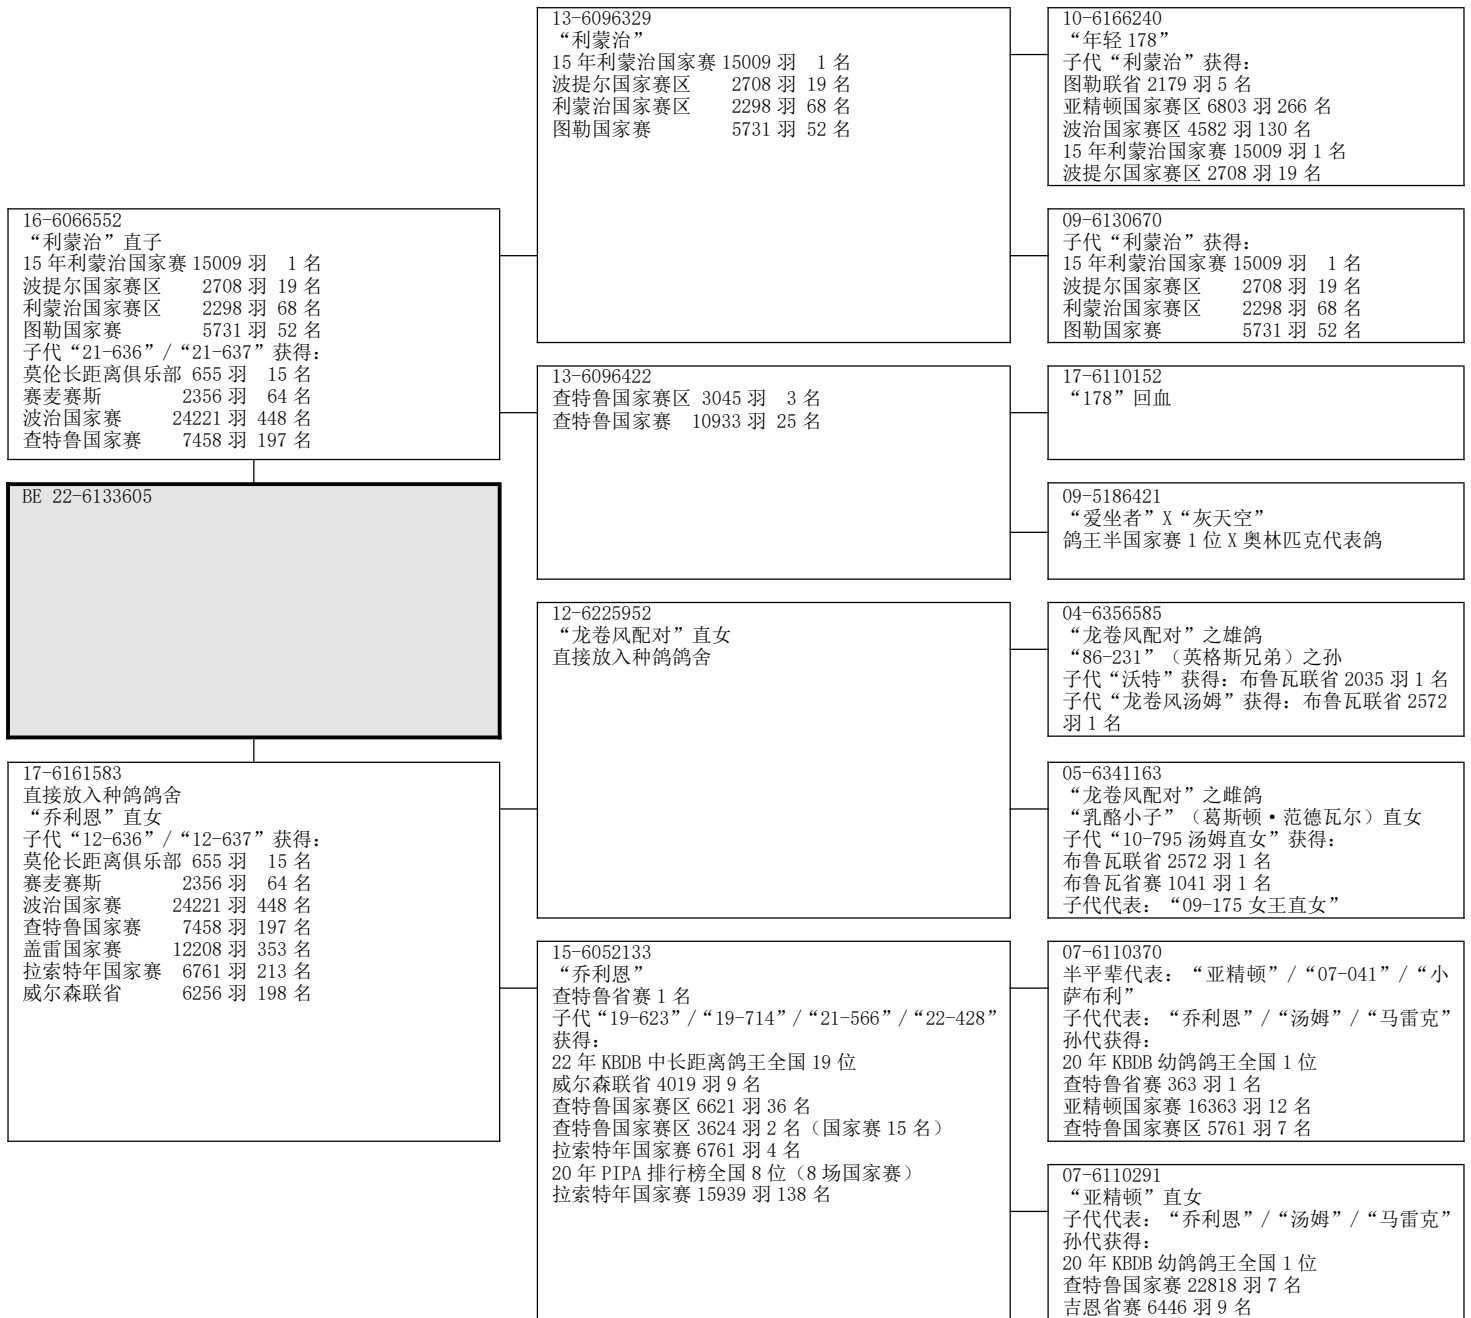 13-6096329
“利蒙治”
15 年利蒙治国家赛 15009 羽 1 名
波提尔国家赛区 2708 羽 19 名
利蒙治国家赛区 2298 羽 68 名
图勒国家赛 5731 羽 52 名
10-6166240
“年轻 178”
子代“利蒙治”获得：
图勒联省 2179 羽 5 名
亚精顿国家赛区 6803 羽 266 名
波治国家赛区 4582 羽 130 名
15 年利蒙治国家赛 15009 羽 1 名
波提尔国家赛区 2708 羽 19 名
16-6066552
“利蒙治”直子
15 年利蒙治国家赛 15009 羽 1 名
波提尔国家赛区 2708 羽 19 名
利蒙治国家赛区 2298 羽 68 名
图勒国家赛 5731 羽 52 名
子代“21-636”/“21-637”获得：
莫伦长距离俱乐部 655 羽 15 名
赛麦赛斯 2356 羽 64 名
波治国家赛 24221 羽 448 名
查特鲁国家赛 7458 羽 197 名
09-6130670
子代“利蒙治”获得：
15 年利蒙治国家赛 15009 羽 1 名
波提尔国家赛区 2708 羽 19 名
利蒙治国家赛区 2298 羽 68 名
图勒国家赛 5731 羽 52 名
13-6096422
查特鲁国家赛区 3045 羽 3 名
查特鲁国家赛 10933 羽 25 名
17-6110152
“178”回血
BE 22-6133605
09-5186421
“爱坐者”X“灰天空”
鸽王半国家赛 1 位 X 奥林匹克代表鸽
12-6225952
“龙卷风配对”直女
直接放入种鸽鸽舍
04-6356585
“龙卷风配对”之雄鸽
“86-231”（英格斯兄弟）之孙
子代“沃特”获得：布鲁瓦联省 2035 羽 1 名
子代“龙卷风汤姆”获得：布鲁瓦联省 2572
羽 1 名
17-6161583
直接放入种鸽鸽舍
“乔利恩”直女
子代“12-636”/“12-637”获得：
莫伦长距离俱乐部 655 羽 15 名
赛麦赛斯 2356 羽 64 名
波治国家赛 24221 羽 448 名
查特鲁国家赛 7458 羽 197 名
盖雷国家赛 12208 羽 353 名
拉索特年国家赛 6761 羽 213 名
威尔森联省 6256 羽 198 名
05-6341163
“龙卷风配对”之雌鸽
“乳酪小子”（葛斯顿·范德瓦尔）直女
子代“10-795 汤姆直女”获得：
布鲁瓦联省 2572 羽 1 名
布鲁瓦省赛 1041 羽 1 名
子代代表：“09-175 女王直女”
15-6052133
“乔利恩”
查特鲁省赛 1 名
子代“19-623”/“19-714”/“21-566”/“22-428”
获得：
22 年 KBDB 中长距离鸽王全国 19 位
威尔森联省 4019 羽 9 名
查特鲁国家赛区 6621 羽 36 名
查特鲁国家赛区 3624 羽 2 名（国家赛 15 名）
拉索特年国家赛 6761 羽 4 名
20 年 PIPA 排行榜全国 8 位（8 场国家赛）
拉索特年国家赛 15939 羽 138 名
07-6110370
半平辈代表：“亚精顿”/“07-041”/“小
萨布利”
子代代表：“乔利恩”/“汤姆”/“马雷克”
孙代获得：
20 年 KBDB 幼鸽鸽王全国 1 位
查特鲁省赛 363 羽 1 名
亚精顿国家赛 16363 羽 12 名
查特鲁国家赛区 5761 羽 7 名
07-6110291
“亚精顿”直女
子代代表：“乔利恩”/“汤姆”/“马雷克”
孙代获得：
20 年 KBDB 幼鸽鸽王全国 1 位
查特鲁国家赛 22818 羽 7 名
吉恩省赛 6446 羽 9 名